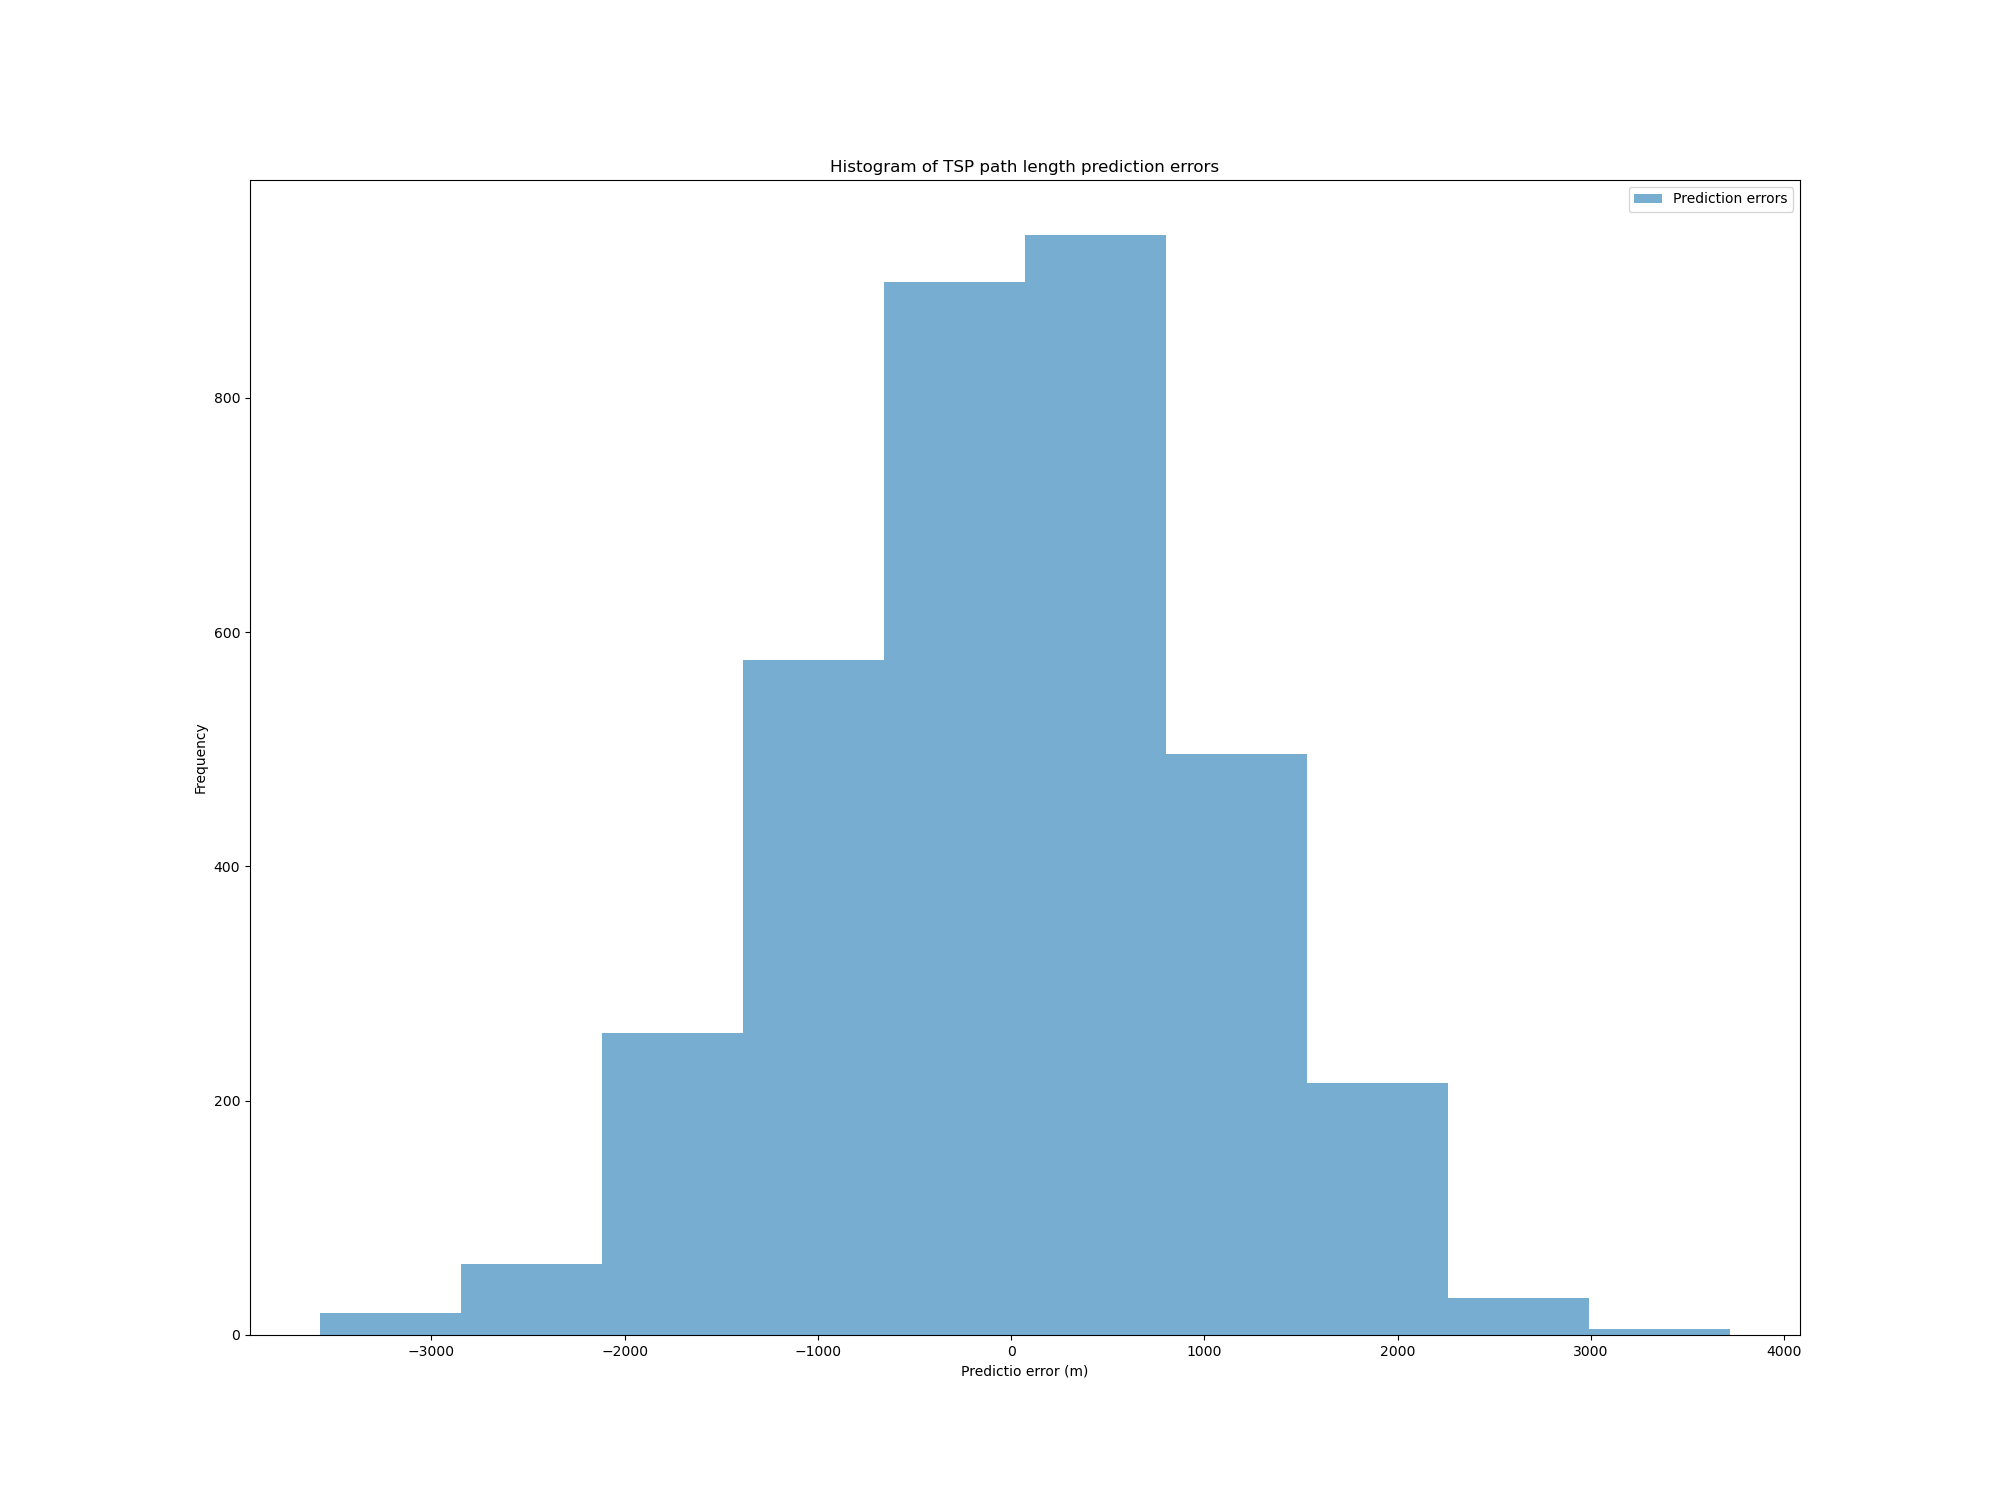 Histogram of TSP path length prediction errors
Prediction errors
800
600
400
200
0
Frequency
−3000 −2000 −1000 0 1000 2000 3000 4000
Predictio error (m)